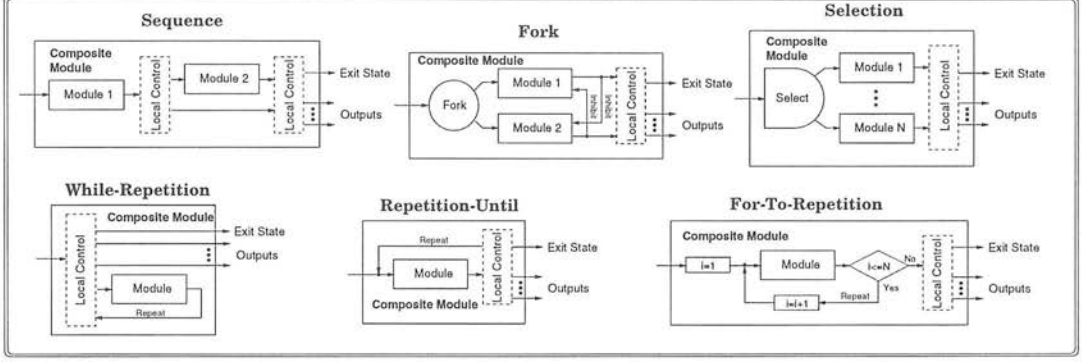 Sequence
Composite
Module
Module 1
Local Control
Module 2
Local Control
Exit State
Outputs
Fork
Composite Module
Fork
Module 1
Module 2
Inhibit
Inhibit
Local Control
Exit State
Outputs
Selection
Composite
Module
Select
Module 1
Module N
Local Control
Exit State
Outputs
While-Repetition
Composite Module
Local Control
Module
Repeat
Exit State
Outputs
Repetition-Until
Repeat
Module
Composite Module
Local Control
Exit State
Outputs
For-To-Repetition
Composite Module
i=1
Module
i<=N
No
Yes
Repeat
i=i+1
Local Control
Exit State
Outputs